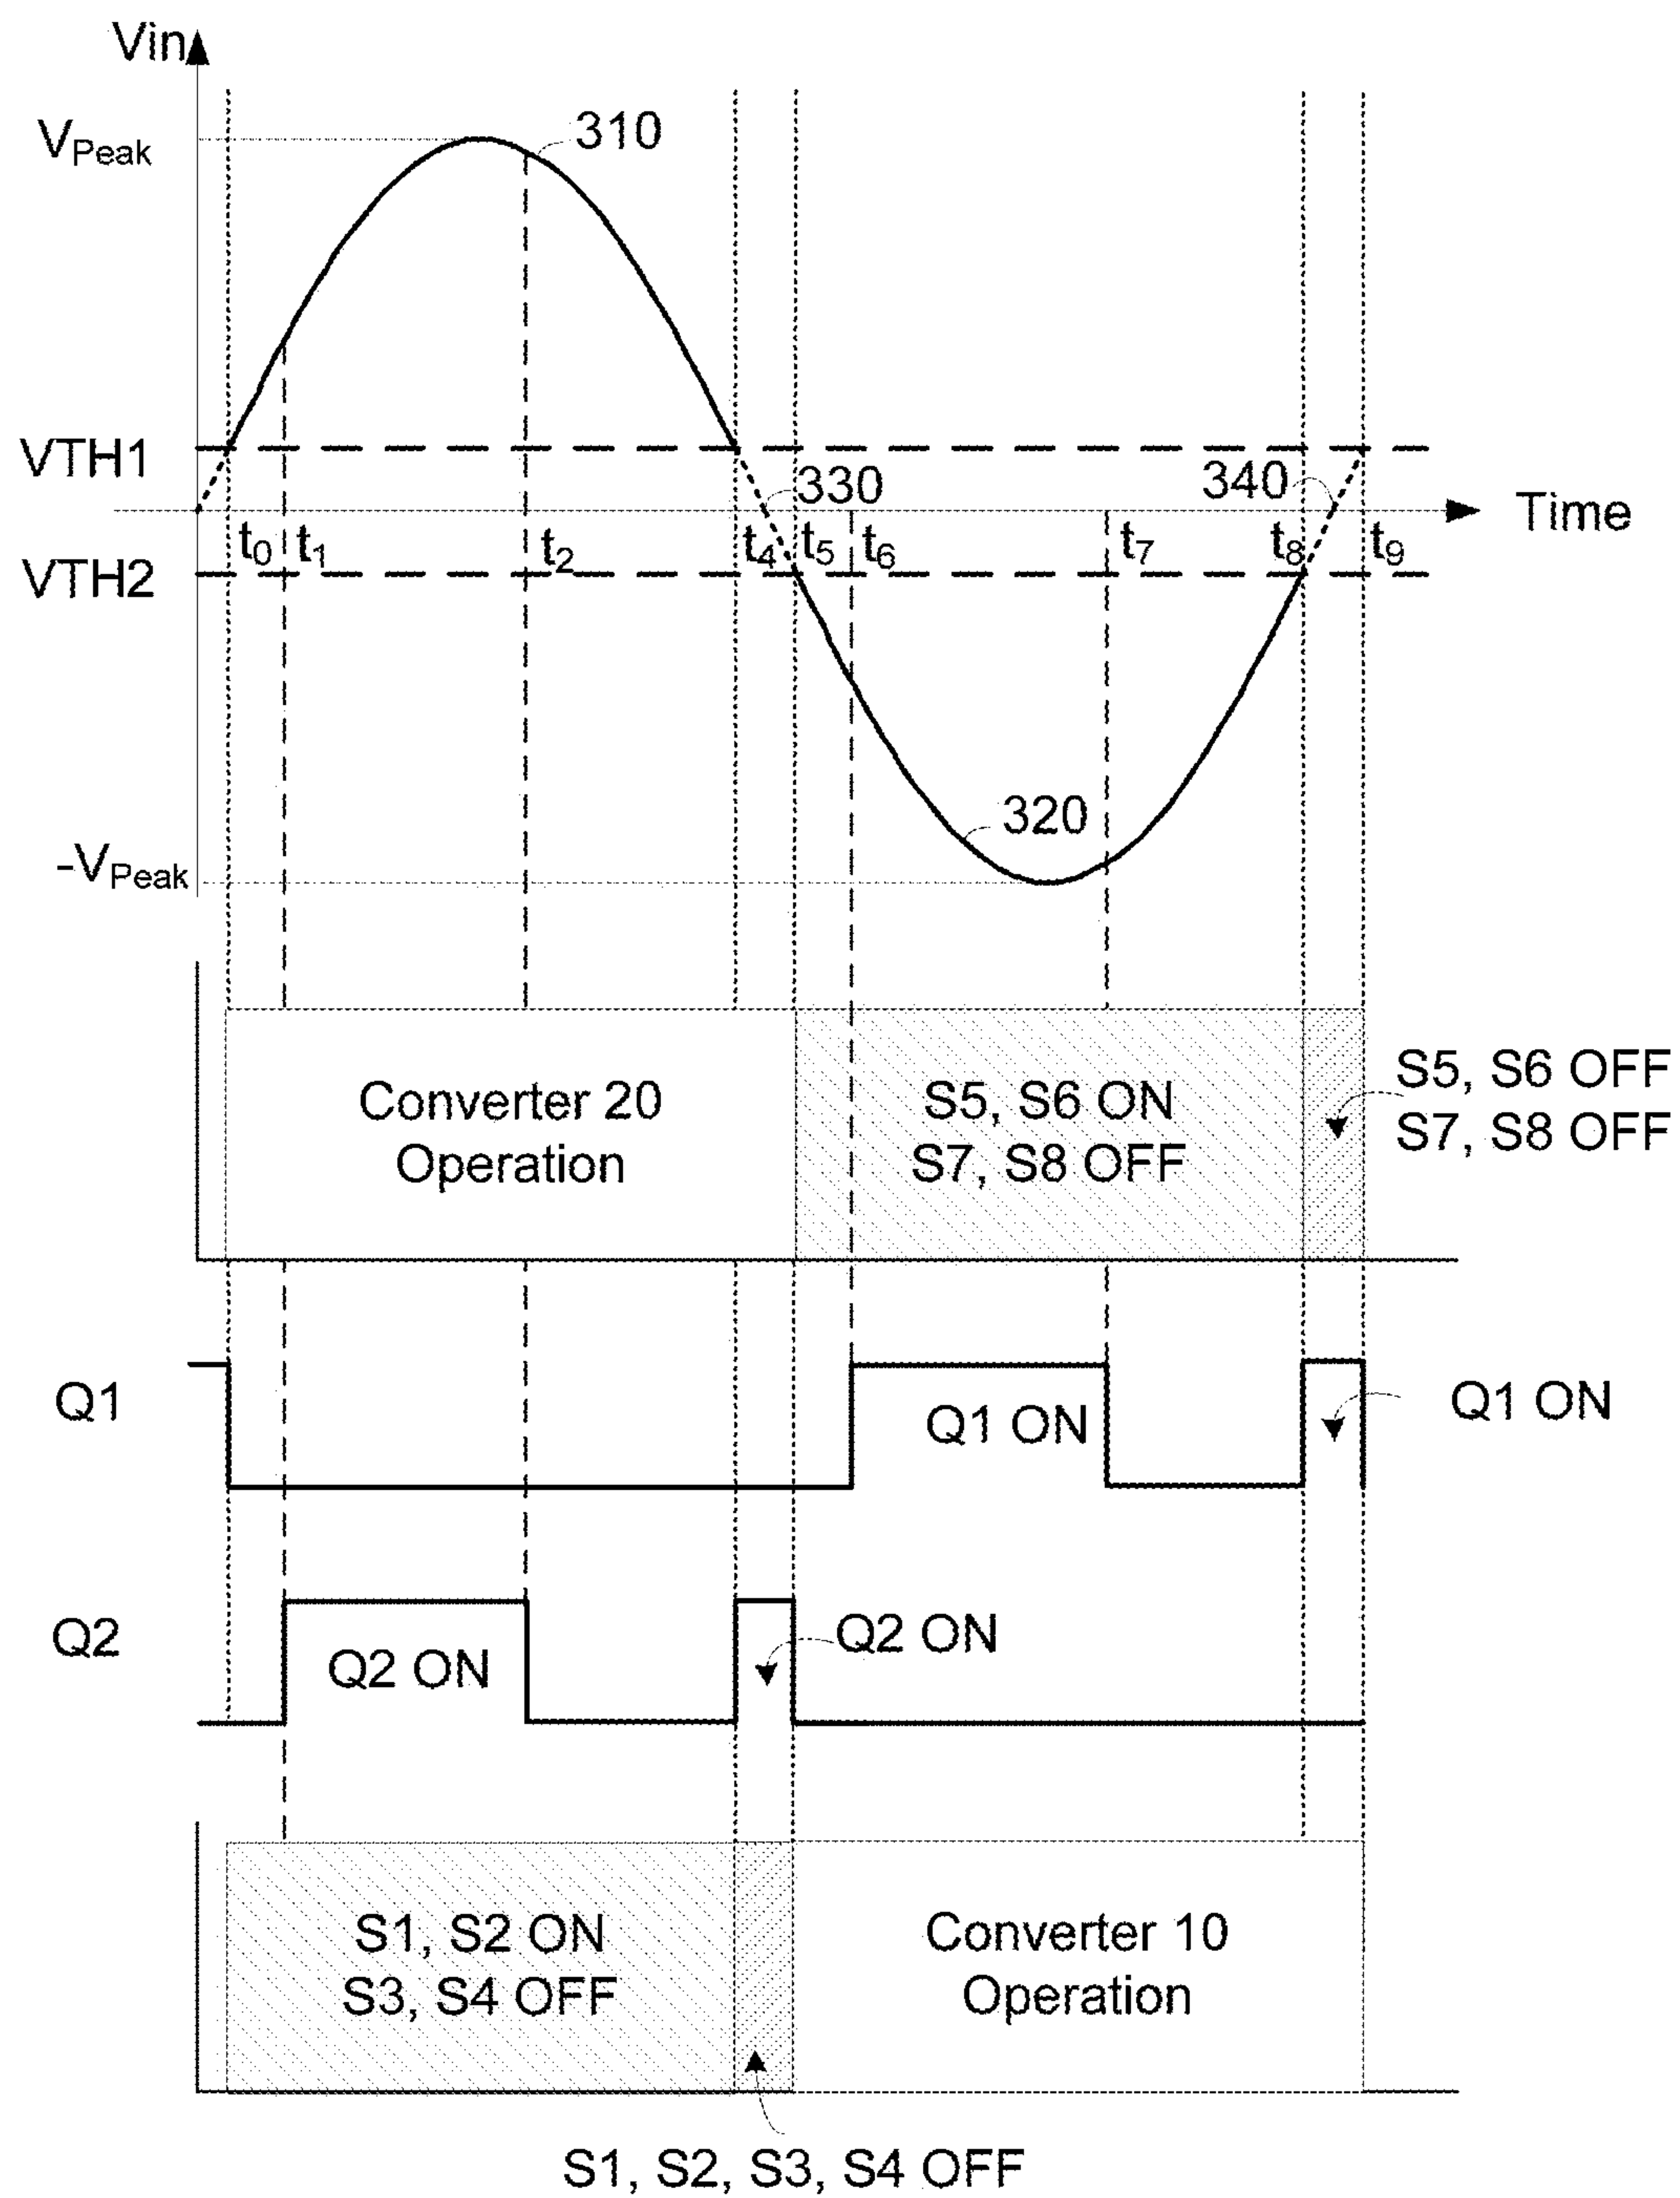 Vin
V_Peak
310
VTH1
330
340
Time
t0 t1 t2 t4 t5 t6 t7 t8 t9
VTH2
320
-V_Peak
Converter 20
Operation
S5, S6 ON
S7, S8 OFF
S5, S6 OFF
S7, S8 OFF
Q1
Q1 ON
Q1 ON
Q2
Q2 ON
Q2 ON
S1, S2 ON
S3, S4 OFF
Converter 10
Operation
S1, S2, S3, S4 OFF